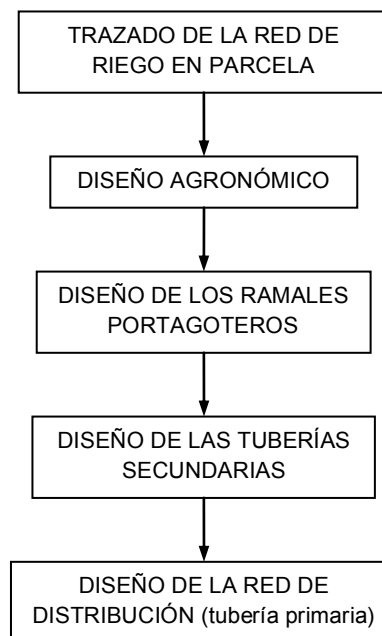 TRAZADO DE LA RED DE
RIEGO EN PARCELA
DISEÑO AGRONÓMICO
DISEÑO DE LOS RAMALES
PORTAGOTEROS
DISEÑO DE LAS TUBERÍAS
SECUNDARIAS
DISEÑO DE LA RED DE
DISTRIBUCIÓN (tubería primaria)